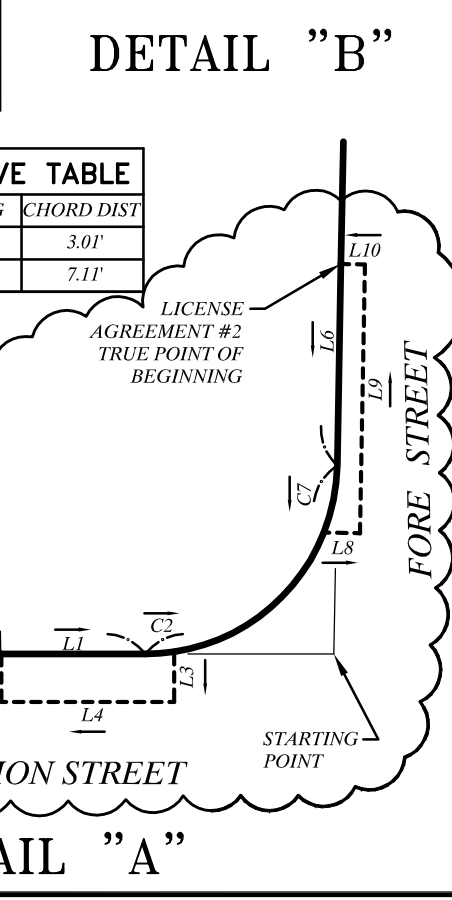 DETAIL "B"
VE TABLE
G CHORD DIST
3.01'
7.11'
L10
LICENSE
AGREEMENT #2
TRUE POINT OF
BEGINNING
L6
L9
FORE STREET
C7
L8
C2
L1
L3
L4
STARTING
POINT
ION STREET
AIL "A"